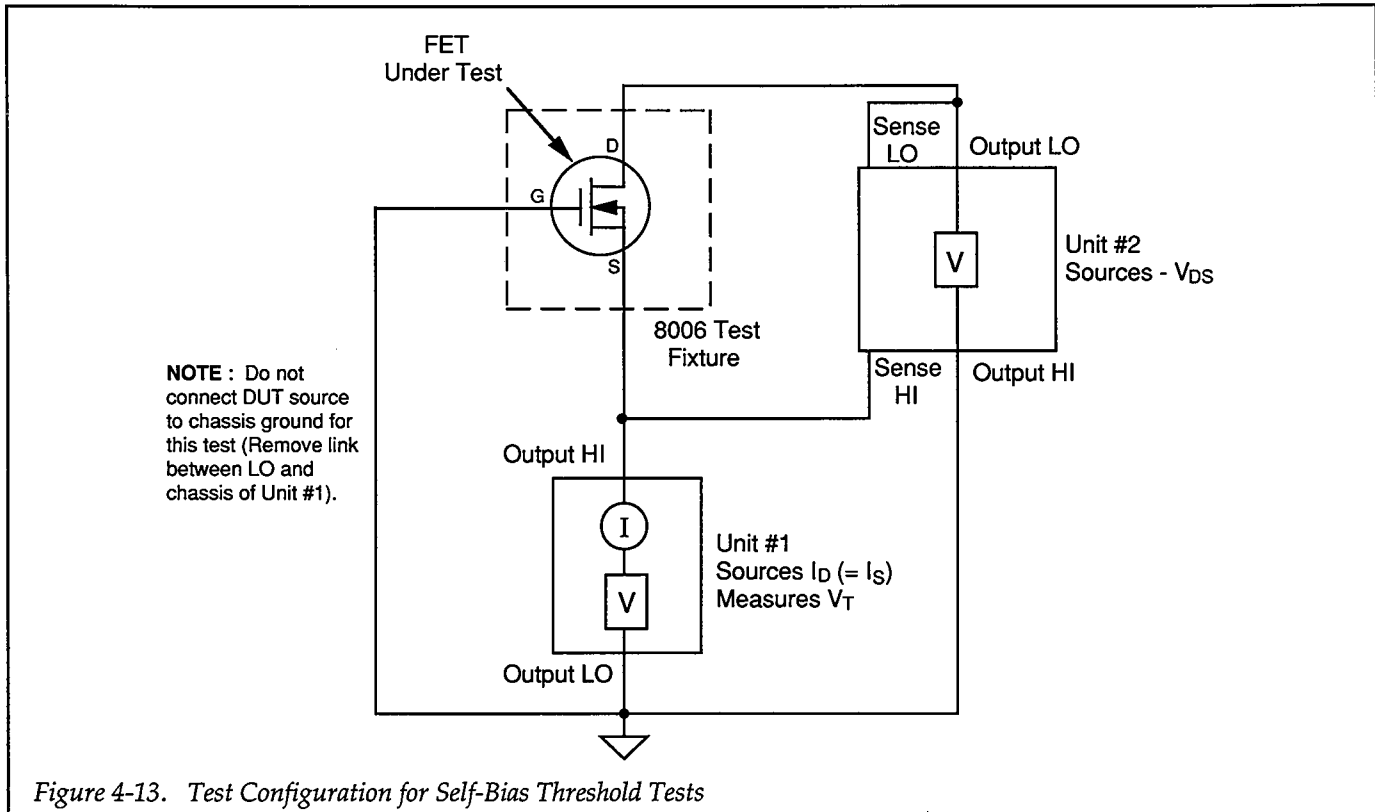 FET
Under Test
D
G
S
8006 Test
Fixture
Sense
LO
Output LO
V
Unit #2
Sources - VDS
Sense
HI
Output HI
NOTE : Do not
connect DUT source
to chassis ground for
this test (Remove link
between LO and
chassis of Unit #1).
Output HI
I
V
Unit #1
Sources ID (= IS)
Measures VT
Output LO
Figure 4-13. Test Configuration for Self-Bias Threshold Tests